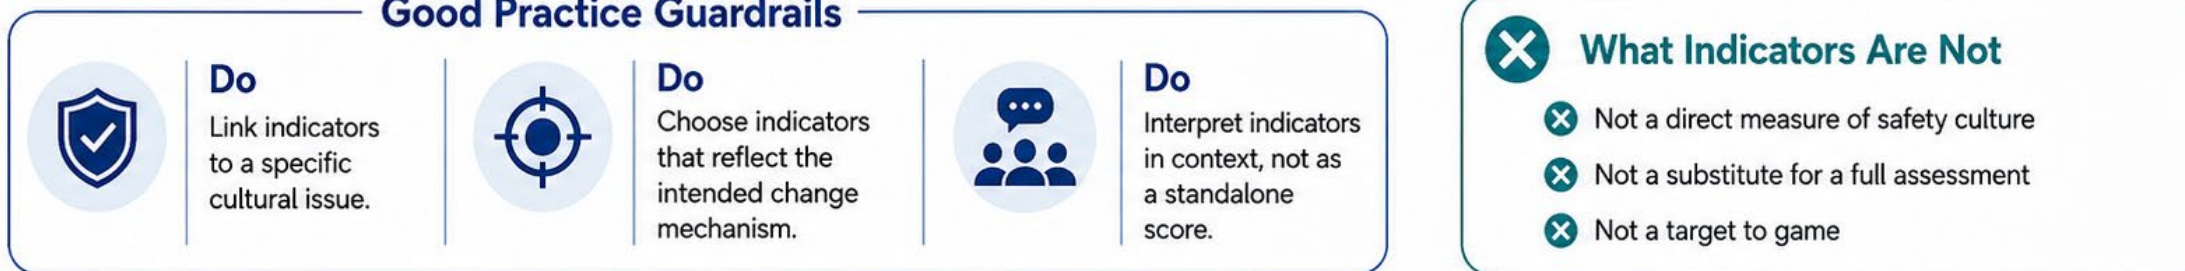 Good Practice Guardrails
Do
Link indicators
to a specific
cultural issue.
Do
Choose indicators
that reflect the
intended change
mechanism.
Do
Interpret indicators
in context, not as
a standalone
score.
What Indicators Are Not
Not a direct measure of safety culture
Not a substitute for a full assessment
Not a target to game